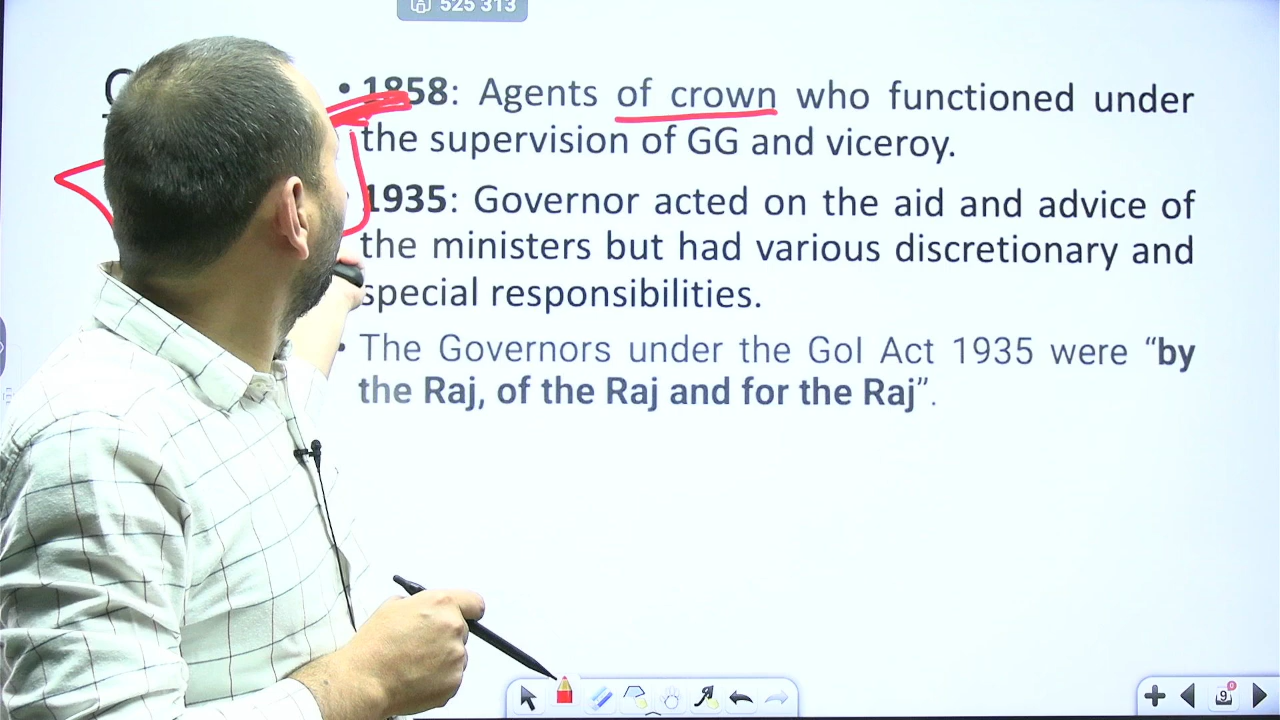 525 313
• 1858: Agents of crown who functioned under
the supervision of GG and viceroy.
1935: Governor acted on the aid and advice of
the ministers but had various discretionary and
special responsibilities.
• The Governors under the GoI Act 1935 were “by
the Raj, of the Raj and for the Raj”.
9